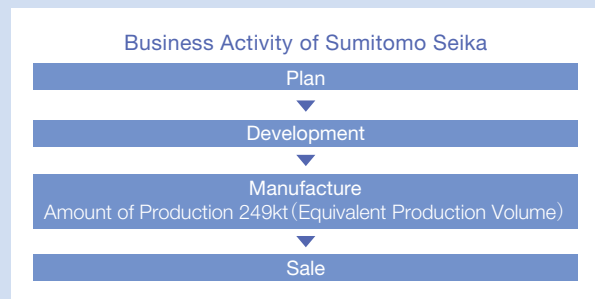 Business Activity of Sumitomo Seika
Plan
Development
Manufacture
Amount of Production 249kt（Equivalent Production Volume）
Sale